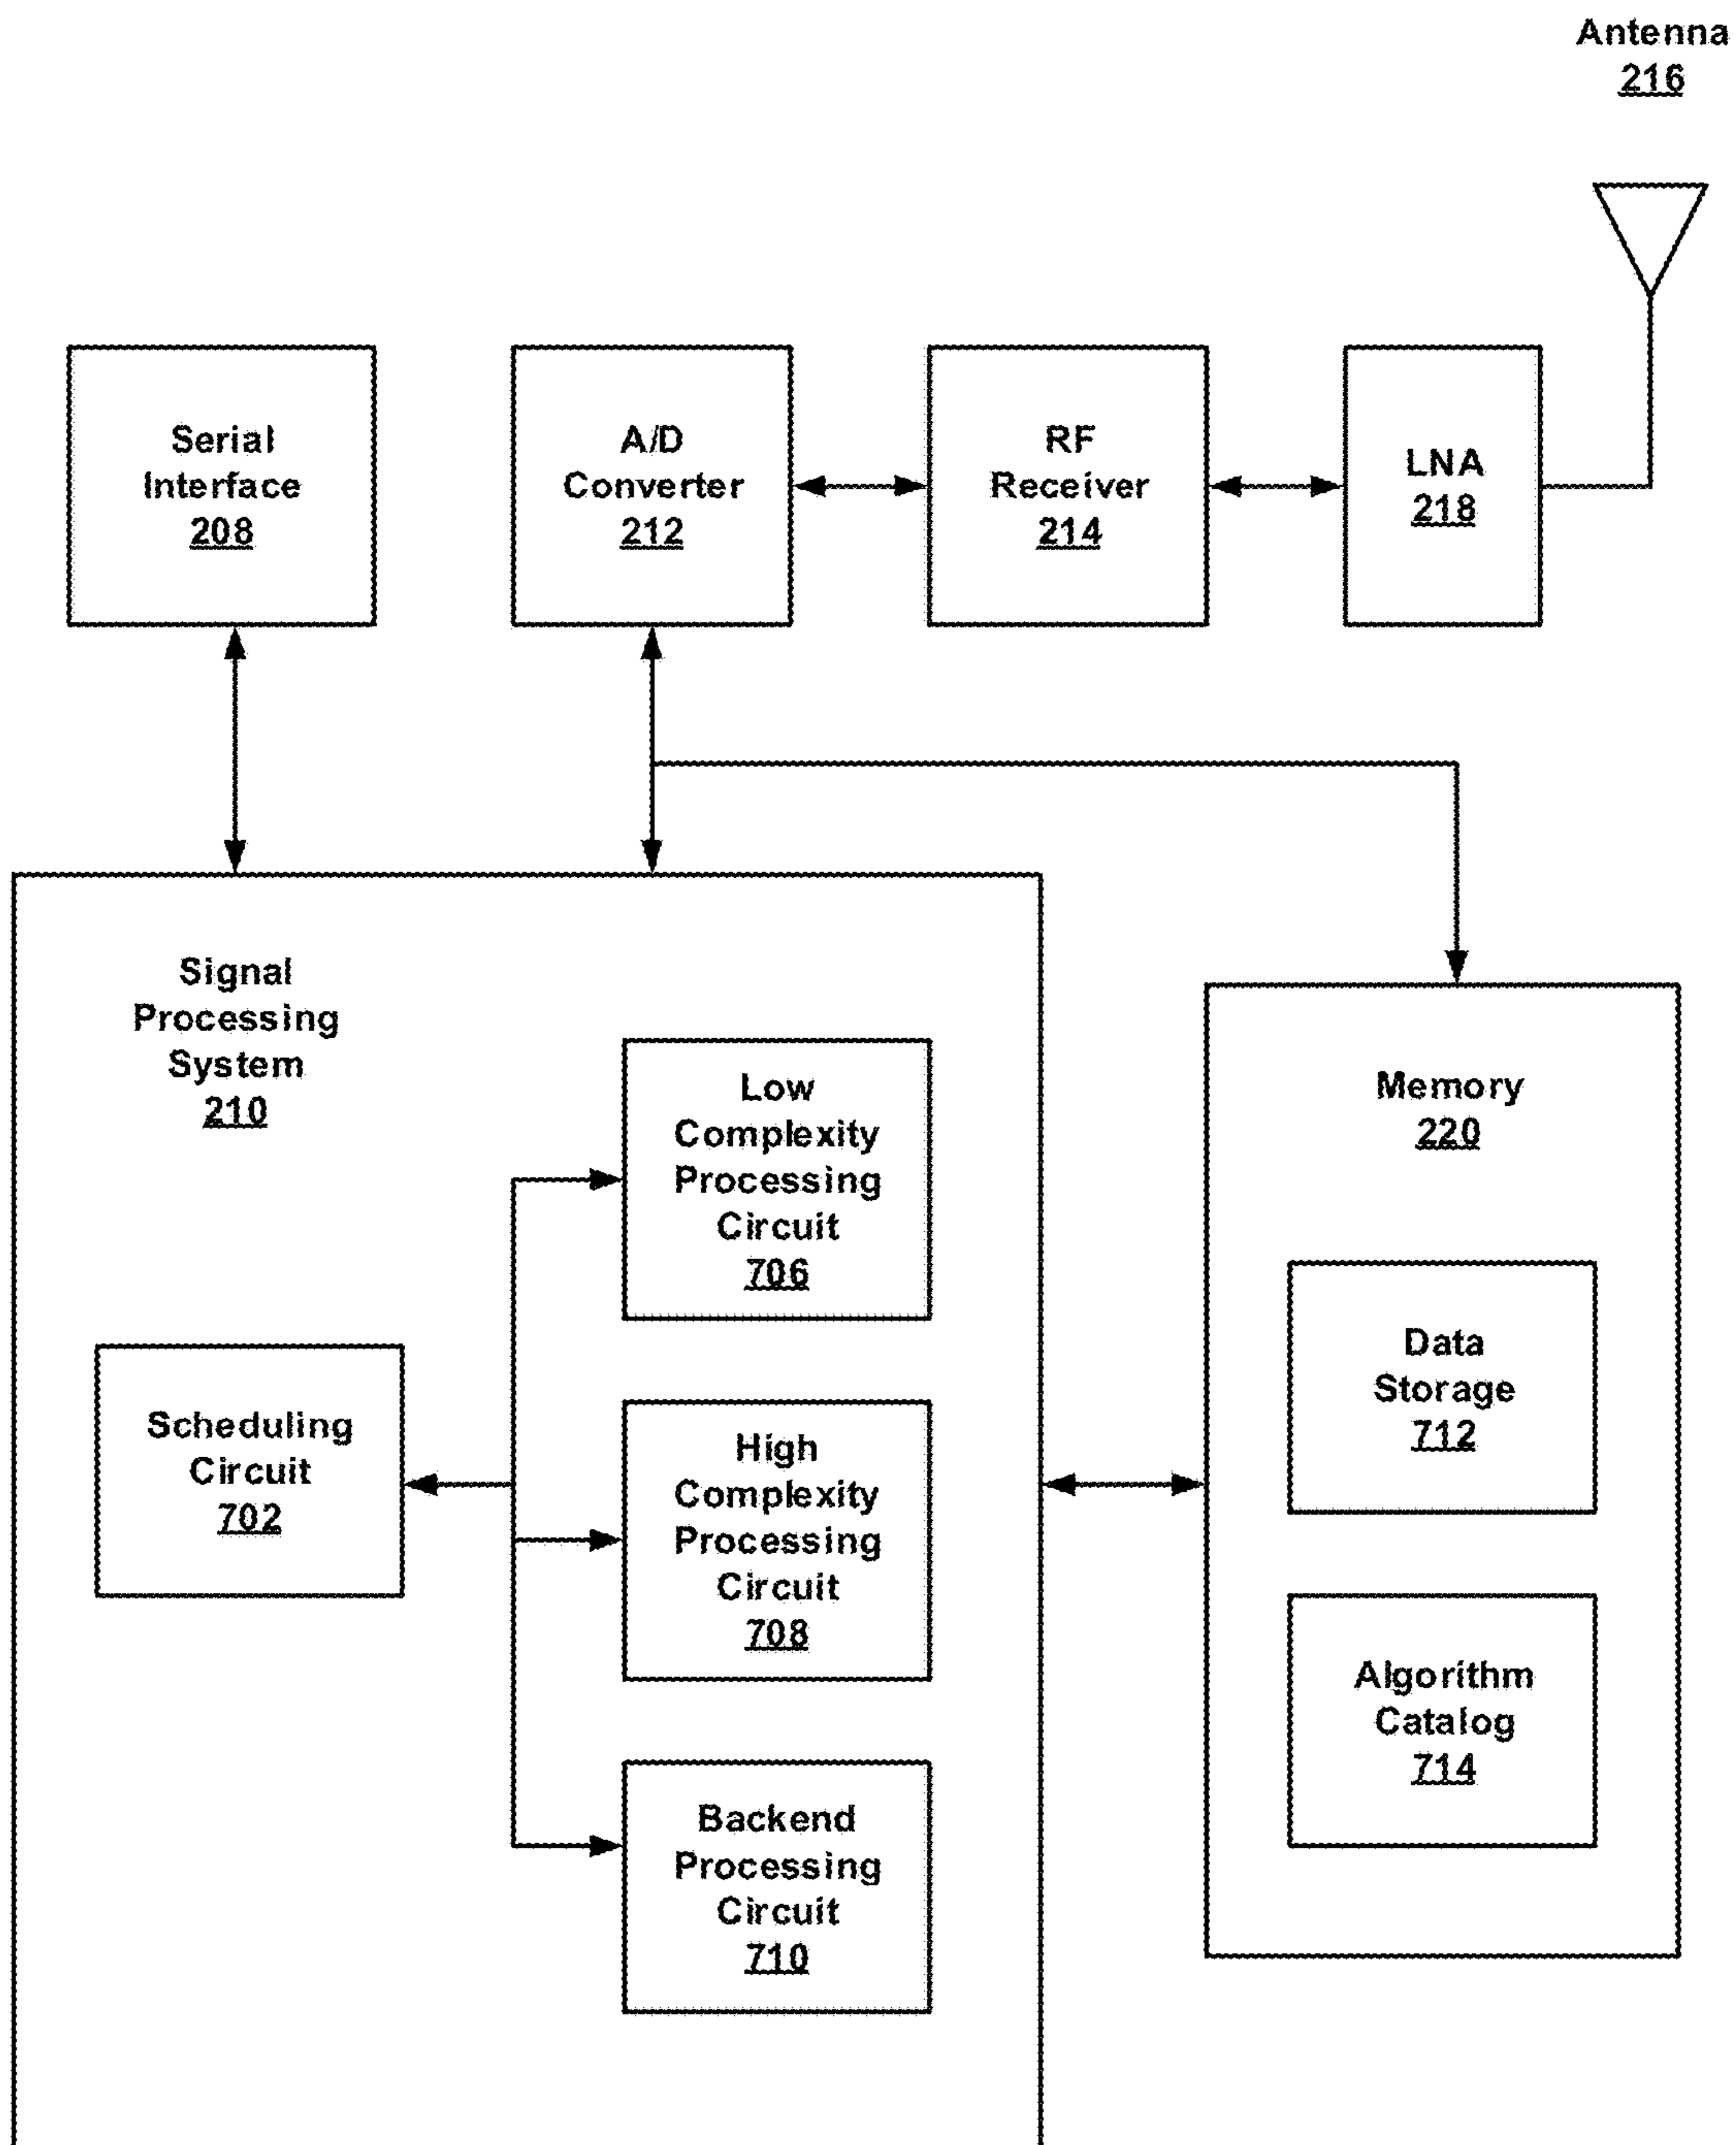 Antenna
216
Serial
Interface
208
A/D
Converter
212
RF
Receiver
214
LNA
218
Signal
Processing
System
210
Low
Complexity
Processing
Circuit
706
Scheduling
Circuit
702
High
Complexity
Processing
Circuit
708
Backend
Processing
Circuit
710
Memory
220
Data
Storage
712
Algorithm
Catalog
714